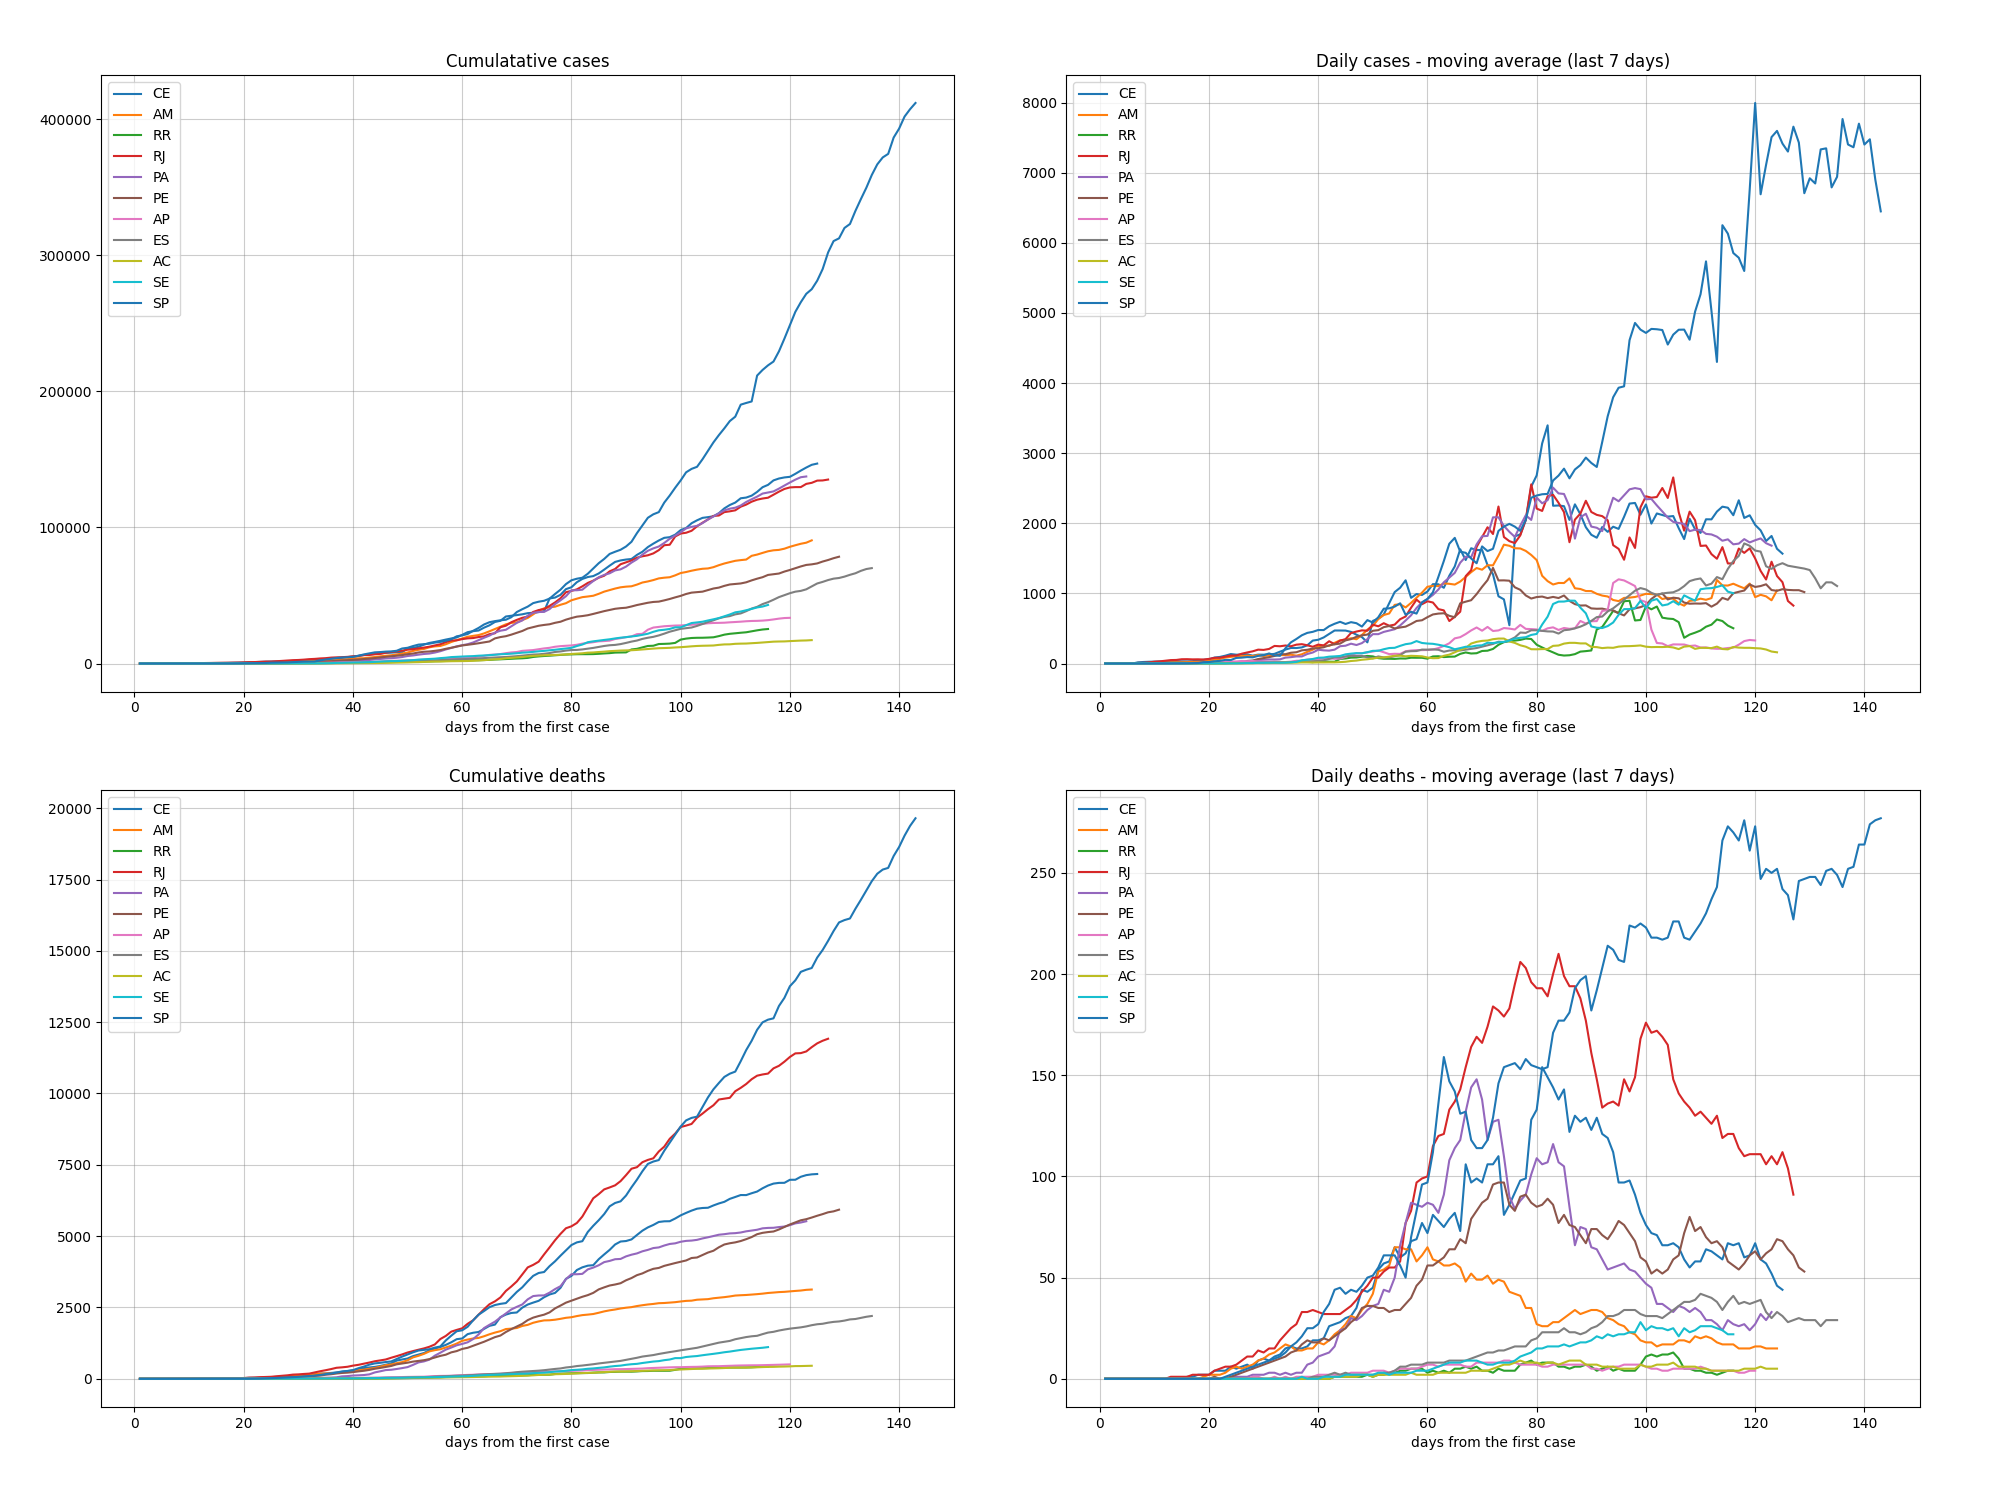 Cumulatative cases
CE
AM
RR
RJ
PA
PE
AP
ES
AC
SE
SP
400000
300000
200000
100000
0
0 20 40 60 80 100 120 140
days from the first case
Daily cases - moving average (last 7 days)
CE
AM
RR
RJ
PA
PE
AP
ES
AC
SE
SP
8000
7000
6000
5000
4000
3000
2000
1000
0
0 20 40 60 80 100 120 140
days from the first case
Cumulative deaths
CE
AM
RR
RJ
PA
PE
AP
ES
AC
SE
SP
20000
17500
15000
12500
10000
7500
5000
2500
0
0 20 40 60 80 100 120 140
days from the first case
Daily deaths - moving average (last 7 days)
CE
AM
RR
RJ
PA
PE
AP
ES
AC
SE
SP
250
200
150
100
50
0
0 20 40 60 80 100 120 140
days from the first case